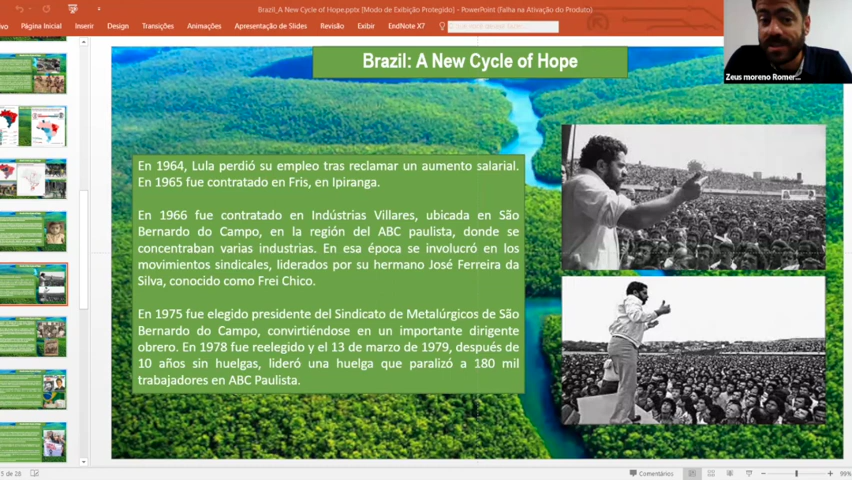 Brazil_A New Cycle of Hope.pptx [Modo de Exibição Protegido] - PowerPoint (Falha na Ativação do Produto)
Página Inicial Inserir Design Transições Animações Apresentação de Slides Revisão Exibir EndNote X7
Zeus moreno Romer...
Brazil: A New Cycle of Hope
En 1964, Lula perdió su empleo tras reclamar un aumento salarial.
En 1965 fue contratado en Fris, en Ipiranga.
En 1966 fue contratado en Indústrias Villares, ubicada en São
Bernardo do Campo, en la región del ABC paulista, donde se
concentraban varias industrias. En esa época se involucró en los
movimientos sindicales, liderados por su hermano José Ferreira da
Silva, conocido como Frei Chico.
En 1975 fue elegido presidente del Sindicato de Metalúrgicos de São
Bernardo do Campo, convirtiéndose en un importante dirigente
obrero. En 1978 fue reelegido y el 13 de marzo de 1979, después de
10 años sin huelgas, lideró una huelga que paralizó a 180 mil
trabajadores en ABC Paulista.
5 de 28
Comentários
99%